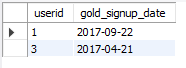 userid gold_signup_date
1 2017-09-22
3 2017-04-21